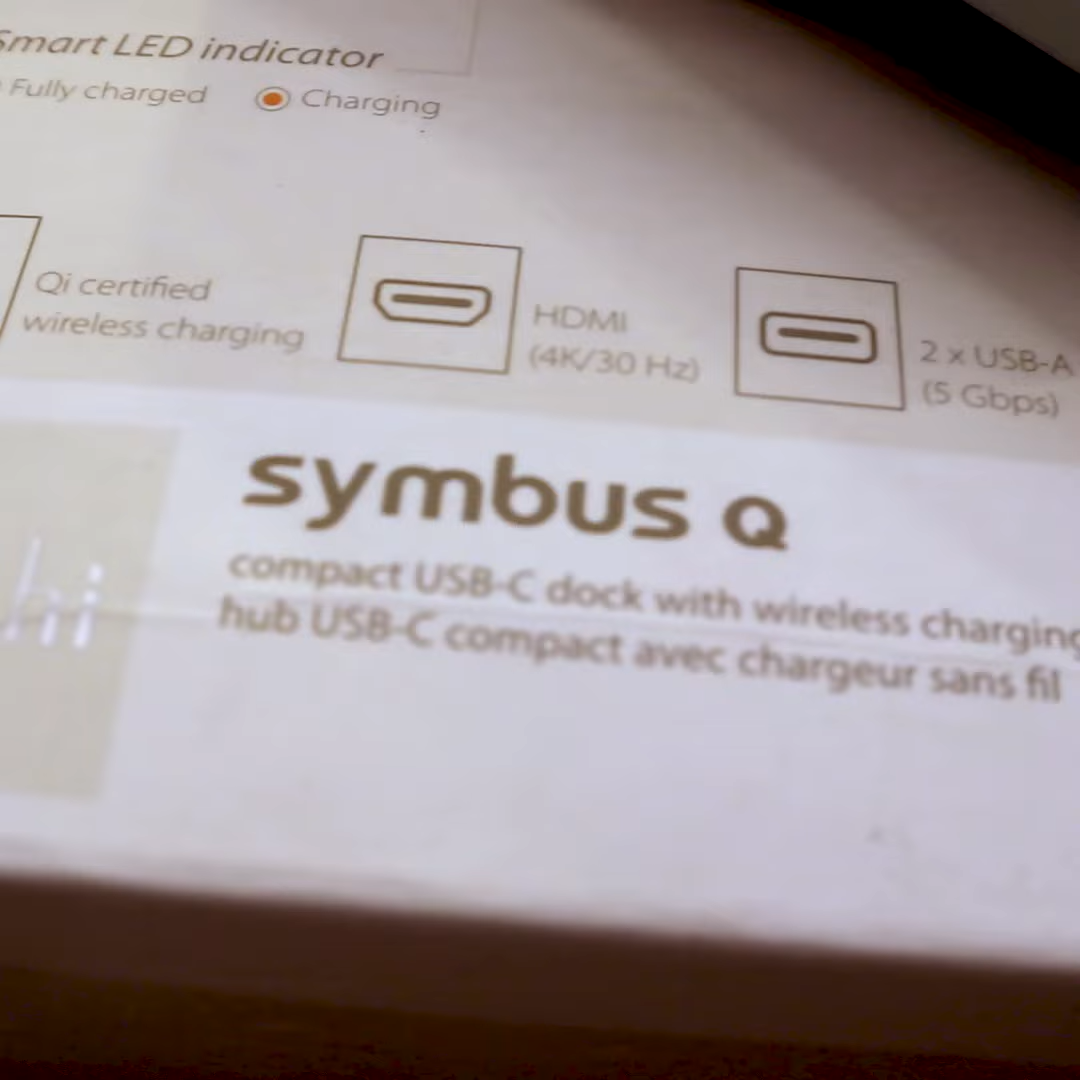 Smart LED indicator
Fully charged Charging
Qi certified
wireless charging
HDMI
(4K/30 Hz)
2 x USB-A
(5 Gbps)
symbus Q
compact USB-C dock with wireless charging
hub USB-C compact avec chargeur sans fil
hi